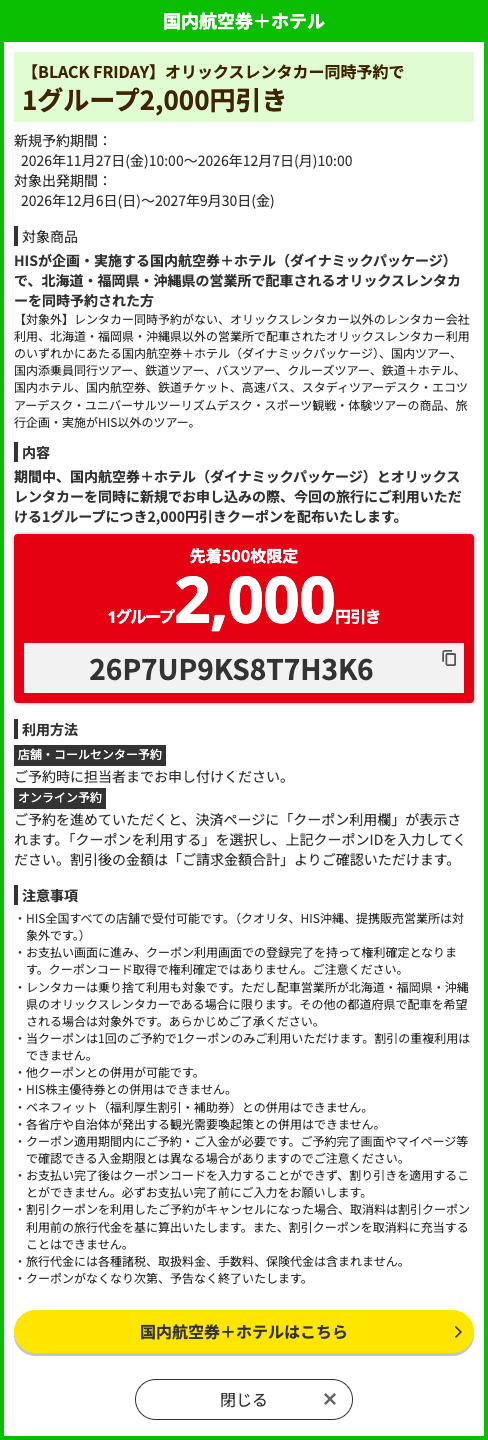 国内航空券＋ホテル
【BLACK FRIDAY】オリックスレンタカー同時予約で
1グループ2,000円引き
新規予約期間：
2026年11月27日(金)10:00～2026年12月7日(月)10:00
対象出発期間：
2026年12月6日(日)～2027年9月30日(金)
対象商品
HISが企画・実施する国内航空券＋ホテル（ダイナミックパッケージ）
で、北海道・福岡県・沖縄県の営業所で配車されるオリックスレンタカ
ーを同時予約された方
【対象外】レンタカー同時予約がない、オリックスレンタカー以外のレンタカー会社
利用、北海道・福岡県・沖縄県以外の営業所で配車されたオリックスレンタカー利用
のいずれかにあたる国内航空券＋ホテル（ダイナミックパッケージ）、国内ツアー、
国内添乗員同行ツアー、鉄道ツアー、バスツアー、クルーズツアー、鉄道＋ホテル、
国内ホテル、国内航空券、鉄道チケット、高速バス、スタディツアーデスク・エコツ
アーデスク・ユニバーサルツーリズムデスク・スポーツ観戦・体験ツアーの商品、旅
行企画・実施がHIS以外のツアー。
内容
期間中、国内航空券＋ホテル（ダイナミックパッケージ）とオリックス
レンタカーを同時に新規でお申し込みの際、今回の旅行にご利用いただ
ける1グループにつき2,000円引きクーポンを配布いたします。
先着500枚限定
1グループ2,000円引き
26P7UP9KS8T7H3K6
利用方法
店舗・コールセンター予約
ご予約時に担当者までお申し付けください。
オンライン予約
ご予約を進めていただくと、決済ページに「クーポン利用欄」が表示さ
れます。「クーポンを利用する」を選択し、上記クーポンIDを入力してく
ださい。割引後の金額は「ご請求金額合計」よりご確認いただけます。
注意事項
・HIS全国すべての店舗で受付可能です。（クオリタ、HIS沖縄、提携販売営業所は対
象外です。）
・お支払い画面に進み、クーポン利用画面での登録完了を持って権利確定となりま
す。クーポンコード取得で権利確定ではありません。ご注意ください。
・レンタカーは乗り捨て利用も対象です。ただし配車営業所が北海道・福岡県・沖縄
県のオリックスレンタカーである場合に限ります。その他の都道府県で配車を希望
される場合は対象外です。あらかじめご了承ください。
・当クーポンは1回のご予約で1クーポンのみご利用いただけます。割引の重複利用は
できません。
・他クーポンとの併用が可能です。
・HIS株主優待券との併用はできません。
・ベネフィット（福利厚生割引・補助券）との併用はできません。
・各省庁や自治体が発出する観光需要喚起策との併用はできません。
・クーポン適用期間内にご予約・ご入金が必要です。ご予約完了画面やマイページ等
で確認できる入金期限とは異なる場合がありますのでご注意ください。
・お支払い完了後はクーポンコードを入力することができず、割り引きを適用するこ
とができません。必ずお支払い完了前にご入力をお願いします。
・割引クーポンを利用したご予約がキャンセルになった場合、取消料は割引クーポン
利用前の旅行代金を基に算出いたします。また、割引クーポンを取消料に充当する
ことはできません。
・旅行代金には各種諸税、取扱料金、手数料、保険代金は含まれません。
・クーポンがなくなり次第、予告なく終了いたします。
国内航空券＋ホテルはこちら
閉じる